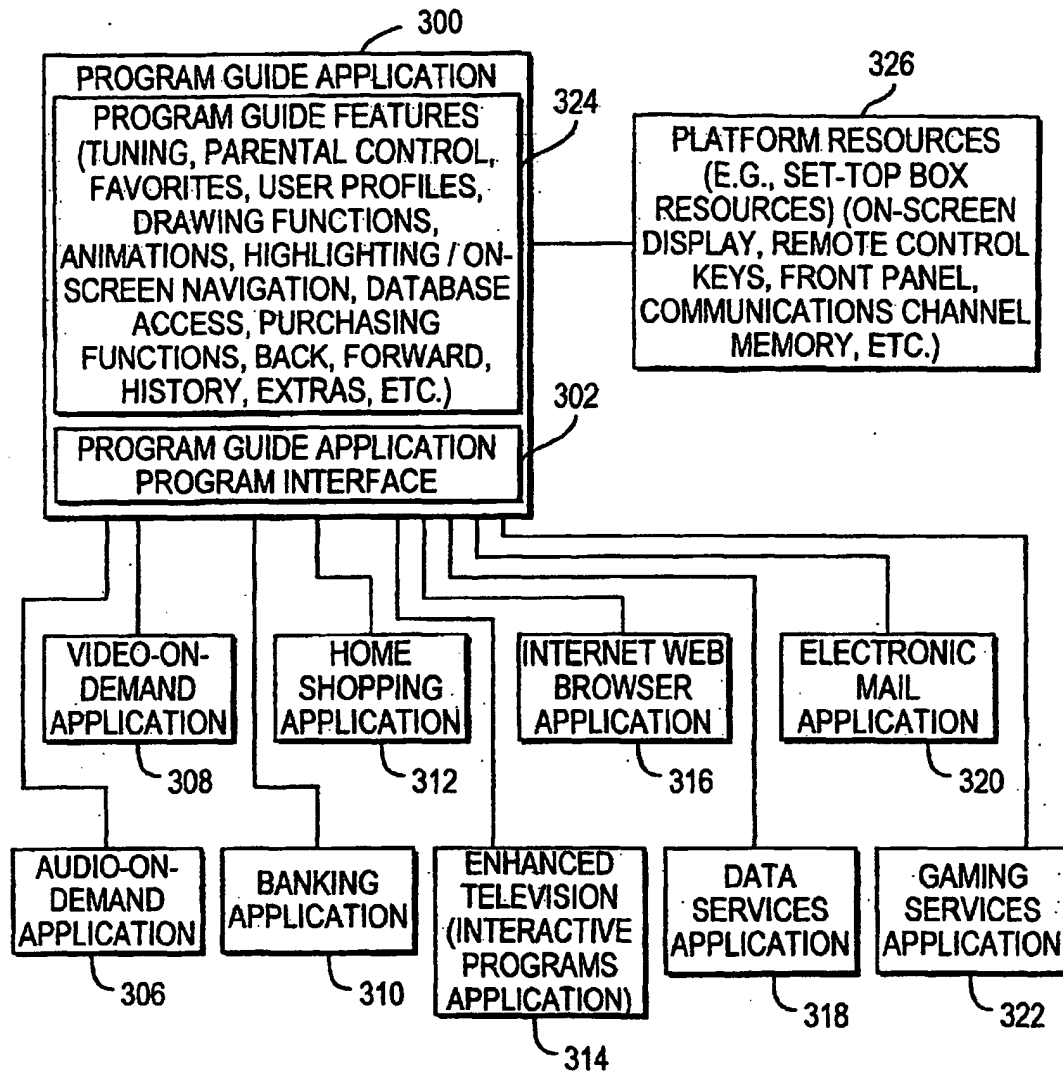 300
PROGRAM GUIDE APPLICATION
324
PROGRAM GUIDE FEATURES
(TUNING, PARENTAL CONTROL,
FAVORITES, USER PROFILES,
DRAWING FUNCTIONS,
ANIMATIONS, HIGHLIGHTING / ON-
SCREEN NAVIGATION, DATABASE
ACCESS, PURCHASING
FUNCTIONS, BACK, FORWARD,
HISTORY, EXTRAS, ETC.)
326
PLATFORM RESOURCES
(E.G., SET-TOP BOX
RESOURCES) (ON-SCREEN
DISPLAY, REMOTE CONTROL
KEYS, FRONT PANEL,
COMMUNICATIONS CHANNEL
MEMORY, ETC.)
302
PROGRAM GUIDE APPLICATION
PROGRAM INTERFACE
VIDEO-ON-
DEMAND
APPLICATION
308
HOME
SHOPPING
APPLICATION
312
INTERNET WEB
BROWSER
APPLICATION
316
ELECTRONIC
MAIL
APPLICATION
320
AUDIO-ON-
DEMAND
APPLICATION
306
BANKING
APPLICATION
310
ENHANCED
TELEVISION
(INTERACTIVE
PROGRAMS
APPLICATION)
314
DATA
SERVICES
APPLICATION
318
GAMING
SERVICES
APPLICATION
322